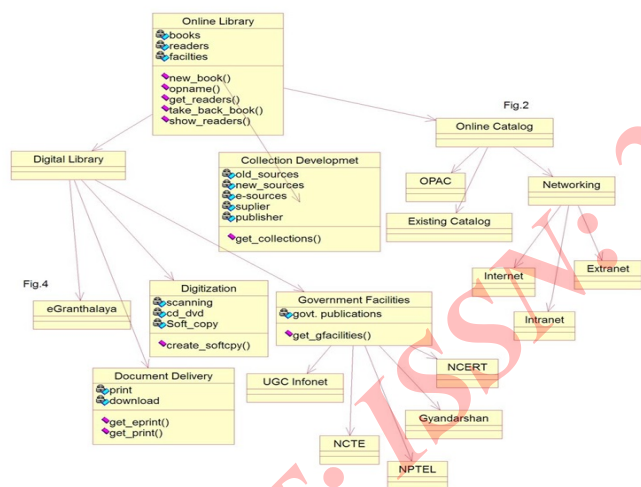 Online Library
books
readers
facilties
new_book()
opname()
get_readers()
take_back_book()
show_readers()
Fig.2
Online Catalog
Digital Library
Collection Developmet
old_sources
new_sources
e-sources
suplier
publisher
get_collections()
OPAC
Networking
Existing Catalog
Internet
Extranet
Intranet
Fig.4
eGranthalaya
Digitization
scanning
cd_dvd
Soft_copy
create_softcpy()
Government Facilities
govt. publications
get_gfacilities()
Document Delivery
print
download
get_eprint()
get_print()
UGC Infonet
NCERT
Gyandarshan
NCTE
NPTEL
ISSN: